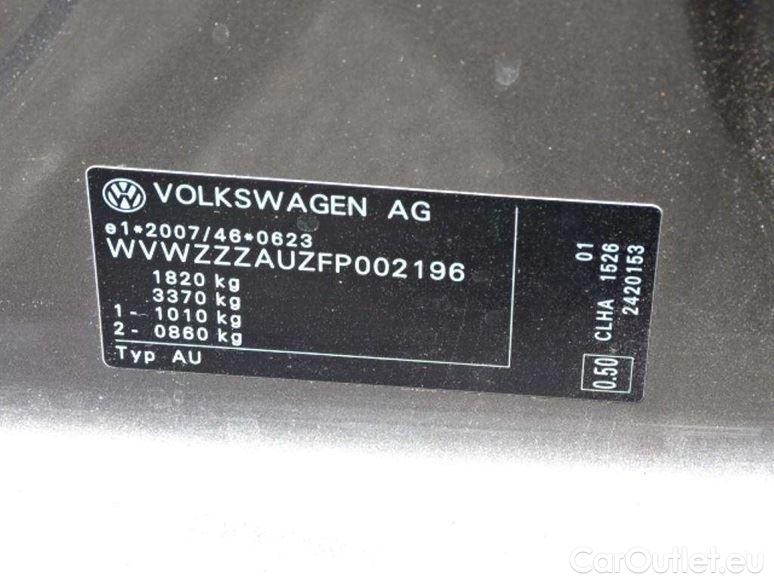 VOLKSWAGEN AG
e1*2007/46*0623
WVWZZZAUZFP002196
1820 kg
3370 kg
1 - 1010 kg
2 - 0860 kg
Typ AU
01
CLHA 1526
2420153
0.50
CarOutlet.eu